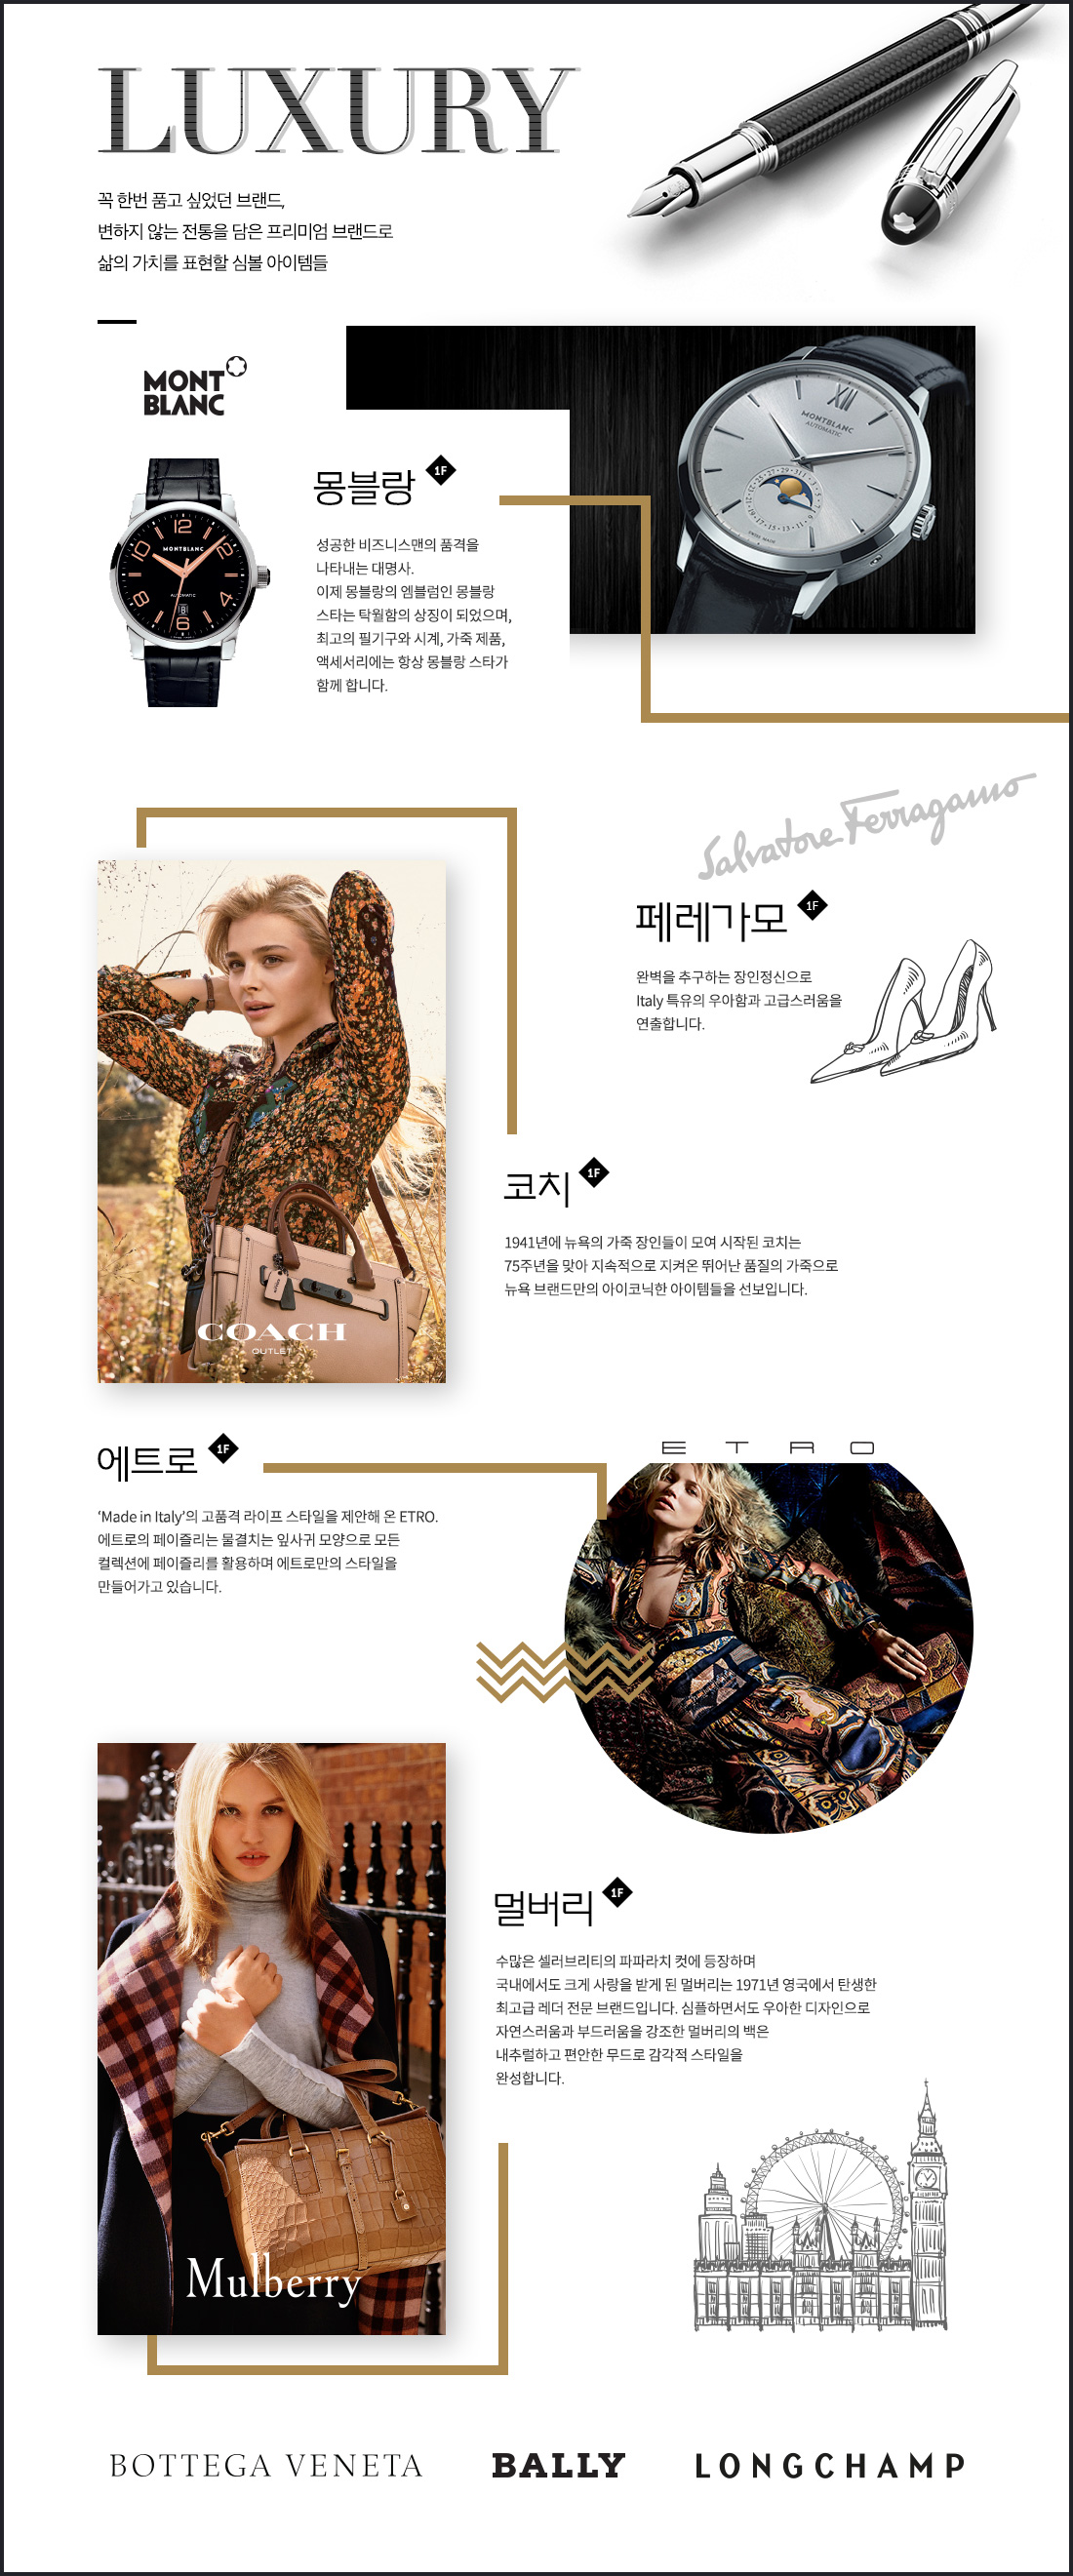 LUXURY
꼭 한번 품고 싶었던 브랜드,
변하지 않는 전통을 담은 프리미엄 브랜드로
삶의 가치를 표현할 심볼 아이템들
MONT
BLANC
몽블랑 1F
성공한 비즈니스맨의 품격을
나타내는 대명사.
이제 몽블랑의 엠블럼인 몽블랑
스타는 탁월함의 상징이 되었으며,
최고의 필기구와 시계, 가죽 제품,
액세서리에는 항상 몽블랑 스타가
함께 합니다.
MONTBLANC
AUTOMATIC
12
10
2
8
4
6
MONTBLANC
AUTOMATIC
XII
SWISS MADE
Salvatore Ferragamo
페레가모 1F
완벽을 추구하는 장인정신으로
Italy 특유의 우아함과 고급스러움을
연출합니다.
COACH
OUTLET
코치 1F
1941년에 뉴욕의 가죽 장인들이 모여 시작된 코치는
75주년을 맞아 지속적으로 지켜온 뛰어난 품질의 가죽으로
뉴욕 브랜드만의 아이코닉한 아이템들을 선보입니다.
에트로 1F
‘Made in Italy’의 고품격 라이프 스타일을 제안해 온 ETRO.
에트로의 페이즐리는 물결치는 잎사귀 모양으로 모든
컬렉션에 페이즐리를 활용하며 에트로만의 스타일을
만들어가고 있습니다.
ETRO
멀버리 1F
수많은 셀러브리티의 파파라치 컷에 등장하며
국내에서도 크게 사랑을 받게 된 멀버리는 1971년 영국에서 탄생한
최고급 레더 전문 브랜드입니다. 심플하면서도 우아한 디자인으로
자연스러움과 부드러움을 강조한 멀버리의 백은
내추럴하고 편안한 무드로 감각적 스타일을
완성합니다.
Mulberry
BOTTEGA VENETA
BALLY
LONGCHAMP